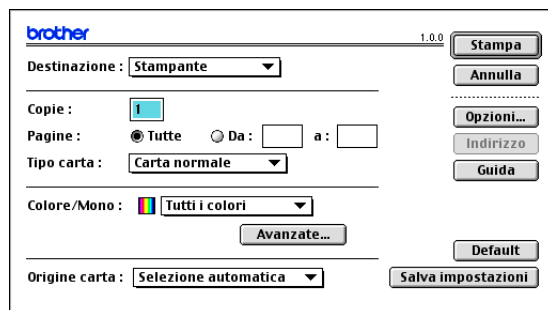 brother
1.0.0
Stampa
Destinazione : Stampante
Annulla
Copie : 1
Opzioni...
Pagine : Tutte Da : a :
Indirizzo
Tipo carta : Carta normale
Guida
Colore/Mono : Tutti i colori
Avanzate...
Default
Origine carta : Selezione automatica
Salva impostazioni